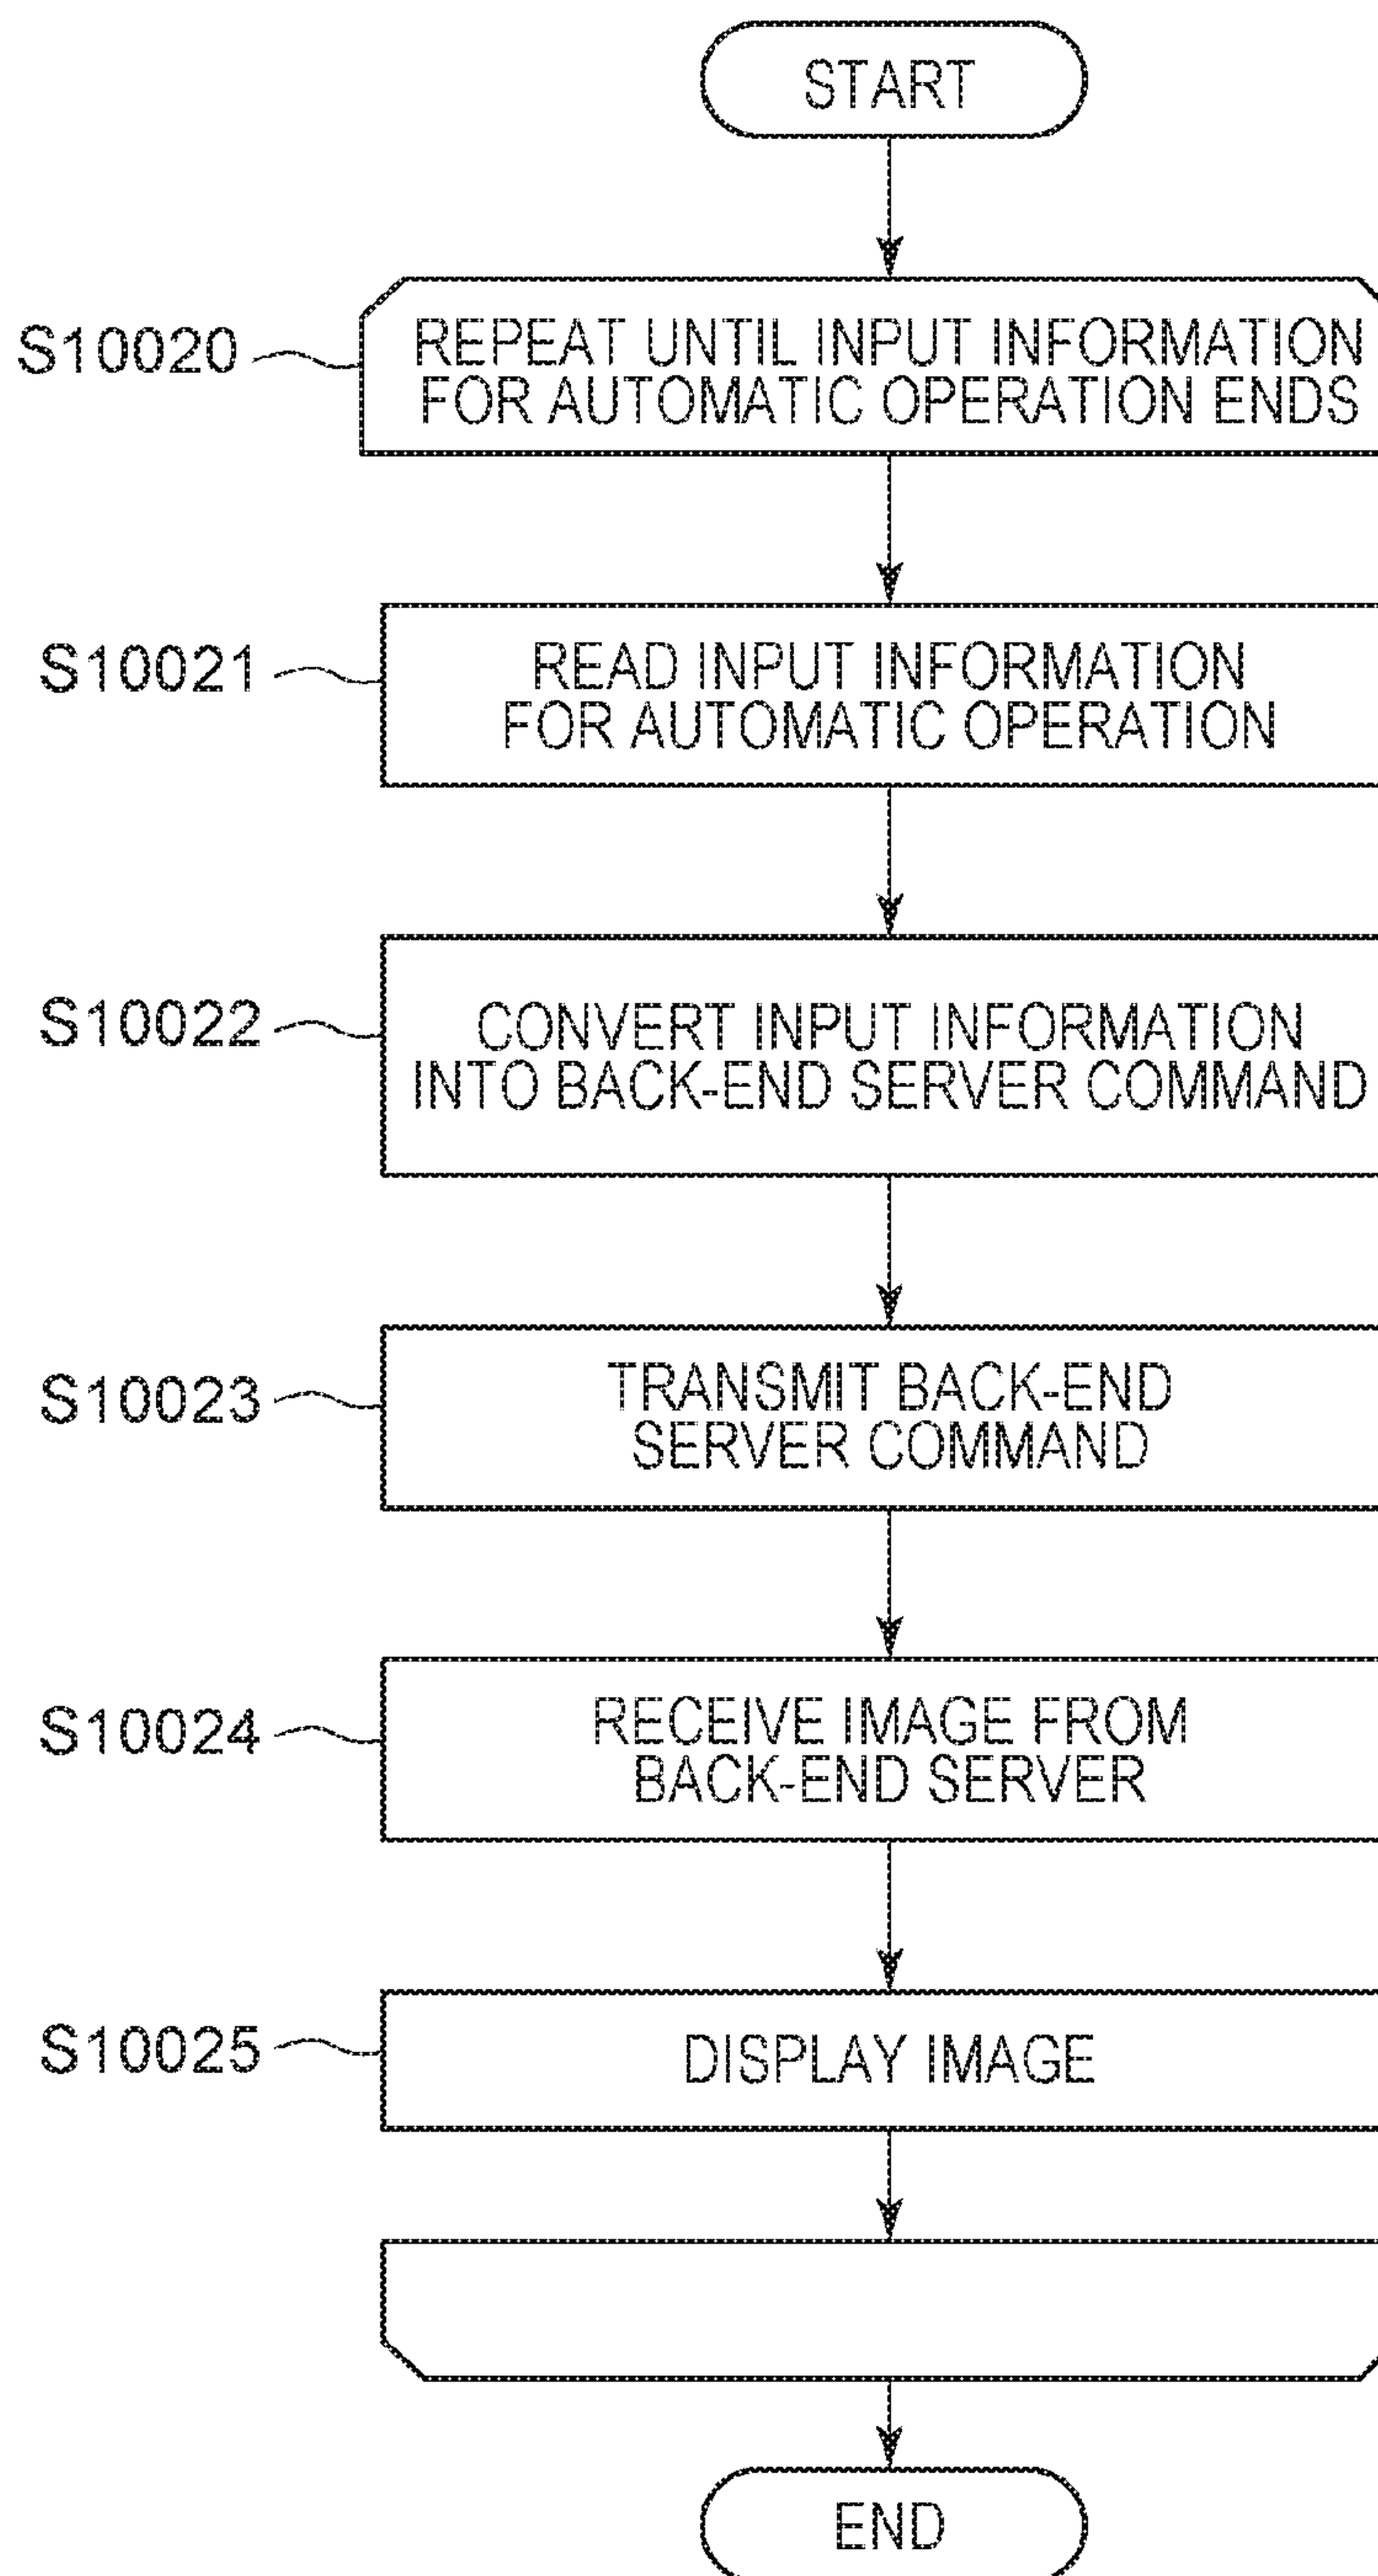 START
S10020
REPEAT UNTIL INPUT INFORMATION
FOR AUTOMATIC OPERATION ENDS
S10021
READ INPUT INFORMATION
FOR AUTOMATIC OPERATION
S10022
CONVERT INPUT INFORMATION
INTO BACK-END SERVER COMMAND
S10023
TRANSMIT BACK-END
SERVER COMMAND
S10024
RECEIVE IMAGE FROM
BACK-END SERVER
S10025
DISPLAY IMAGE
END